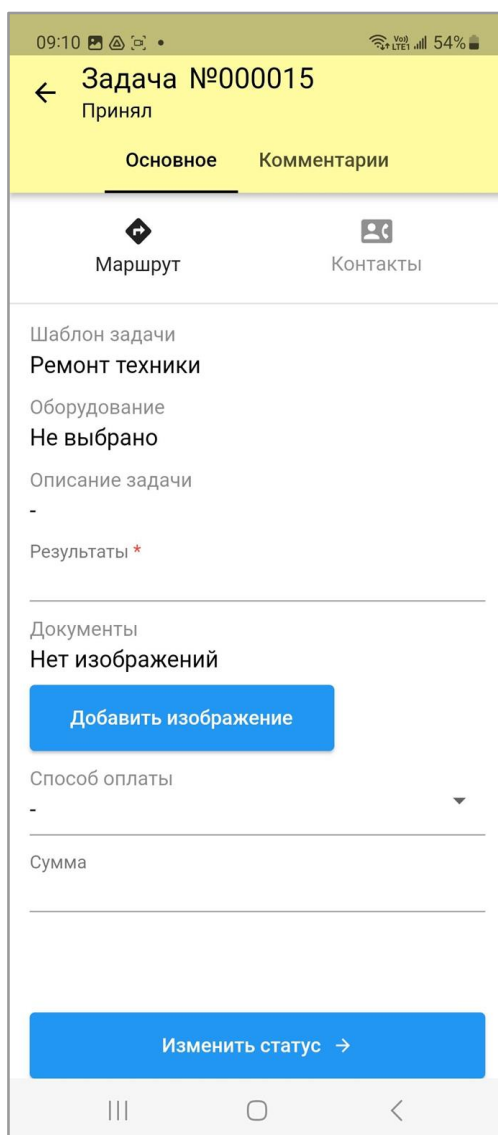 09:10 54%
Задача №000015
Принял
Основное Комментарии
Маршрут Контакты
Шаблон задачи
Ремонт техники
Оборудование
Не выбрано
Описание задачи
-
Результаты *
Документы
Нет изображений
Добавить изображение
Способ оплаты
-
Сумма
Изменить статус →